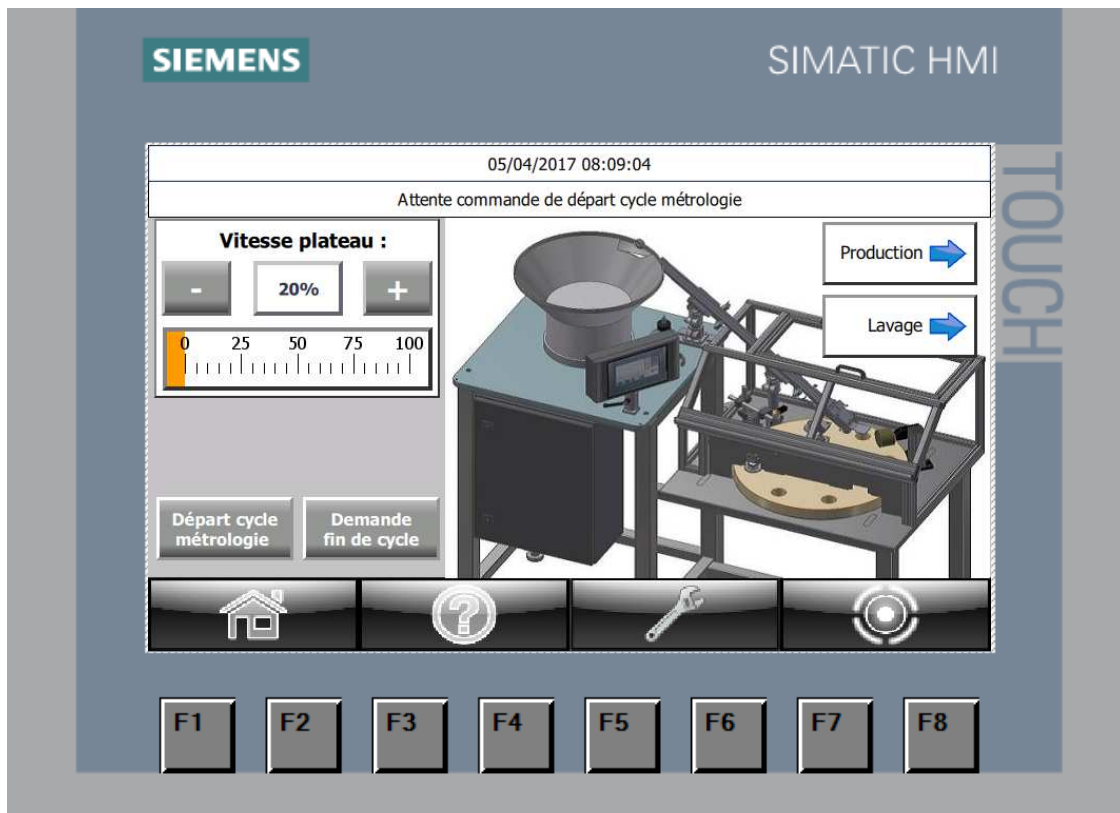 SIEMENS
SIMATIC HMI
TOUCH
05/04/2017 08:09:04
Attente commande de départ cycle métrologie
Vitesse plateau :
- 20% +
0 25 50 75 100
Production
Lavage
Départ cycle
métrologie
Demande
fin de cycle
?
F1 F2 F3 F4 F5 F6 F7 F8